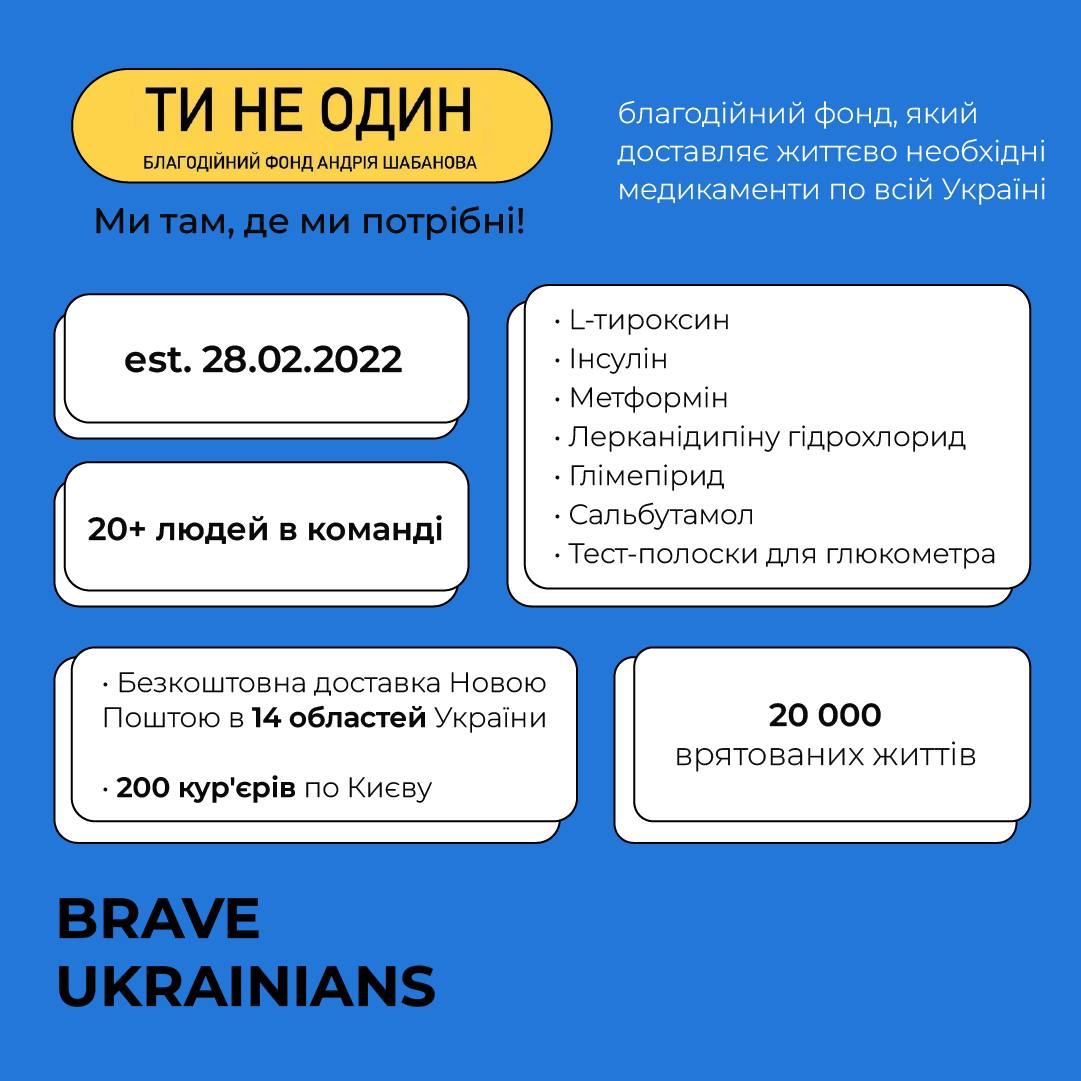 ТИ НЕ ОДИН
БЛАГОДІЙНИЙ ФОНД АНДРІЯ ШАБАНОВА
Ми там, де ми потрібні!
благодійний фонд, який
доставляє життєво необхідні
медикаменти по всій Україні
est. 28.02.2022
20+ людей в команді
· L-тироксин
· Інсулін
· Метформін
· Лерканідипіну гідрохлорид
· Глімепірид
· Сальбутамол
· Тест-полоски для глюкометра
· Безкоштовна доставка Новою
Поштою в 14 областей України
· 200 кур'єрів по Києву
20 000
врятованих життів
BRAVE
UKRAINIANS